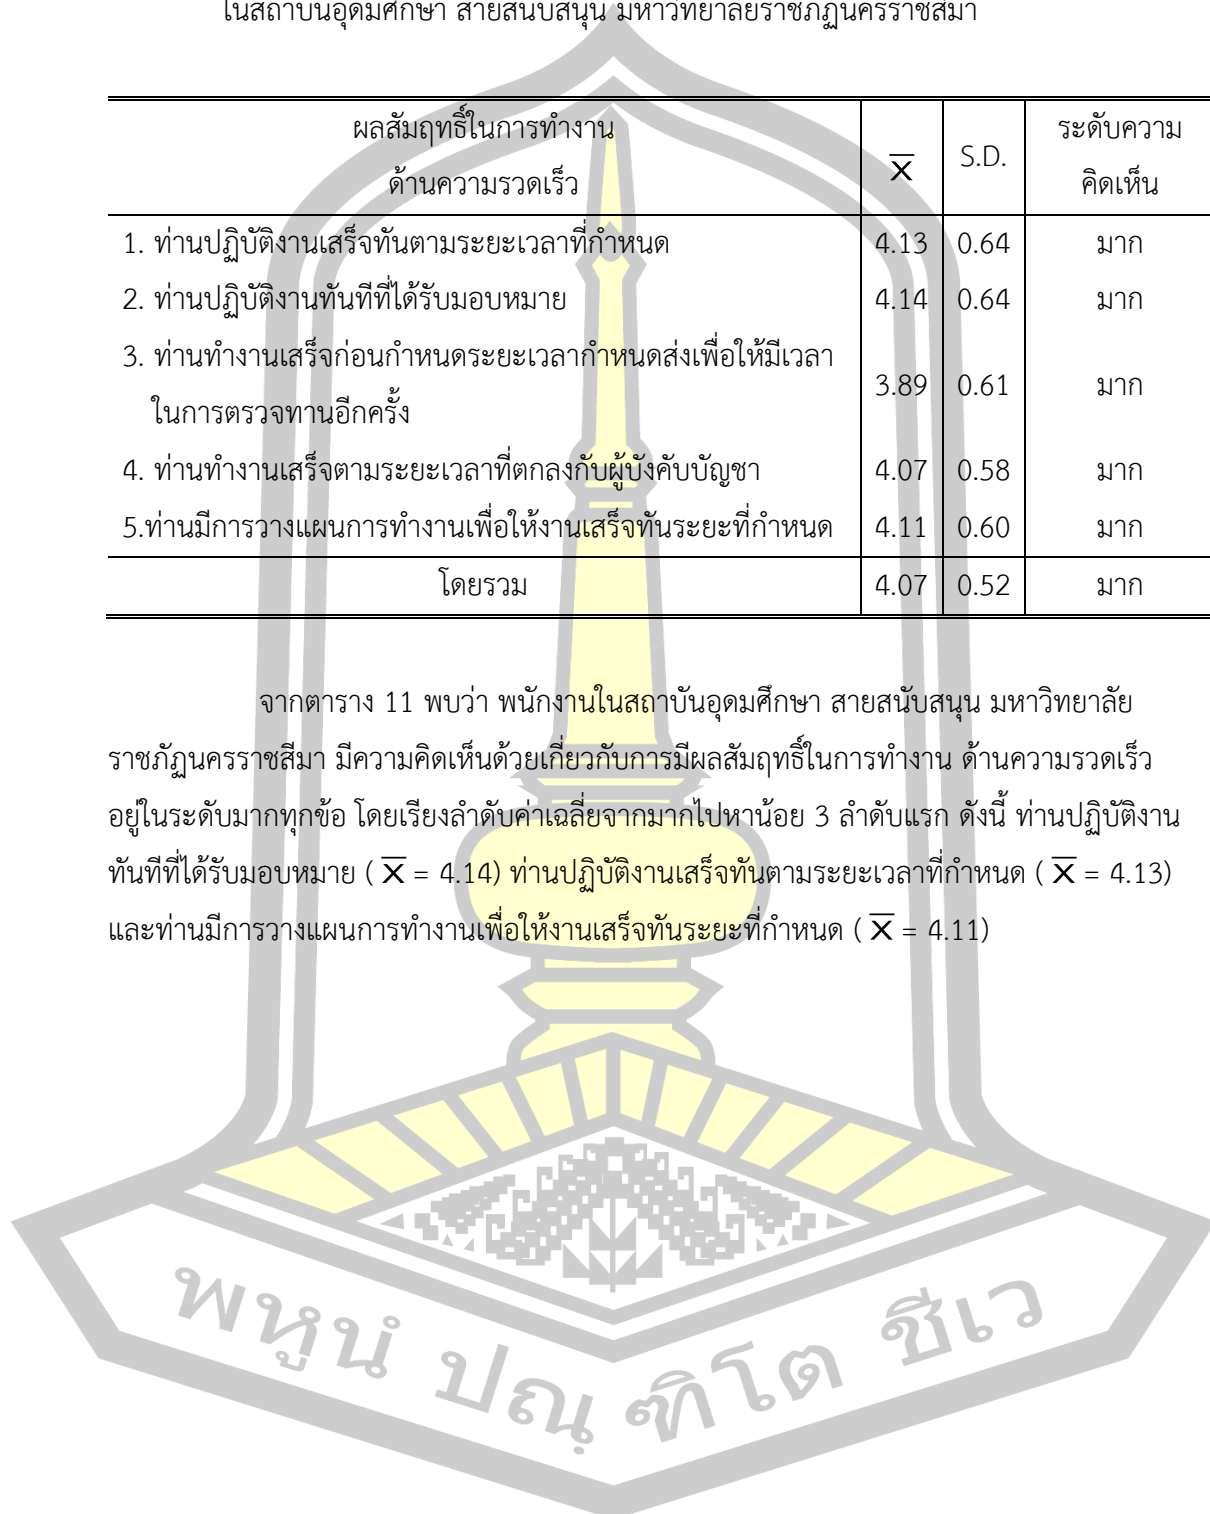 ในสถาบันอุดมศึกษา สายสนับสนุน มหาวิทยาลัยราชภัฏนครราชสีมา
ผลสัมฤทธิ์ในการทำงาน
ด้านความรวดเร็ว
X̅
S.D.
ระดับความ
คิดเห็น
1. ท่านปฏิบัติงานเสร็จทันตามระยะเวลาที่กำหนด 4.13 0.64 มาก
2. ท่านปฏิบัติงานทันทีที่ได้รับมอบหมาย 4.14 0.64 มาก
3. ท่านทำงานเสร็จก่อนกำหนดระยะเวลากำหนดส่งเพื่อให้มีเวลา
ในการตรวจทานอีกครั้ง 3.89 0.61 มาก
4. ท่านทำงานเสร็จตามระยะเวลาที่ตกลงกับผู้บังคับบัญชา 4.07 0.58 มาก
5.ท่านมีการวางแผนการทำงานเพื่อให้งานเสร็จทันระยะที่กำหนด 4.11 0.60 มาก
โดยรวม 4.07 0.52 มาก
จากตาราง 11 พบว่า พนักงานในสถาบันอุดมศึกษา สายสนับสนุน มหาวิทยาลัย
ราชภัฏนครราชสีมา มีความคิดเห็นด้วยเกี่ยวกับการมีผลสัมฤทธิ์ในการทำงาน ด้านความรวดเร็ว
อยู่ในระดับมากทุกข้อ โดยเรียงลำดับค่าเฉลี่ยจากมากไปหาน้อย 3 ลำดับแรก ดังนี้ ท่านปฏิบัติงาน
ทันทีที่ได้รับมอบหมาย ( X̅ = 4.14) ท่านปฏิบัติงานเสร็จทันตามระยะเวลาที่กำหนด ( X̅ = 4.13)
และท่านมีการวางแผนการทำงานเพื่อให้งานเสร็จทันระยะที่กำหนด ( X̅ = 4.11)
พหูนํ ปณฺฑิโต ชีเว